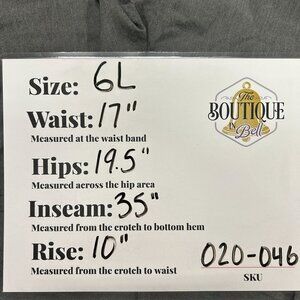 Size: 6L
The
BOUTIQUE
IN
Bell
Waist: 17"
Measured at the waist band
Hips: 19.5"
Measured across the hip area
Inseam: 35"
Measured from the crotch to bottom hem
Rise: 10"
Measured from the crotch to waist
020-046
SKU